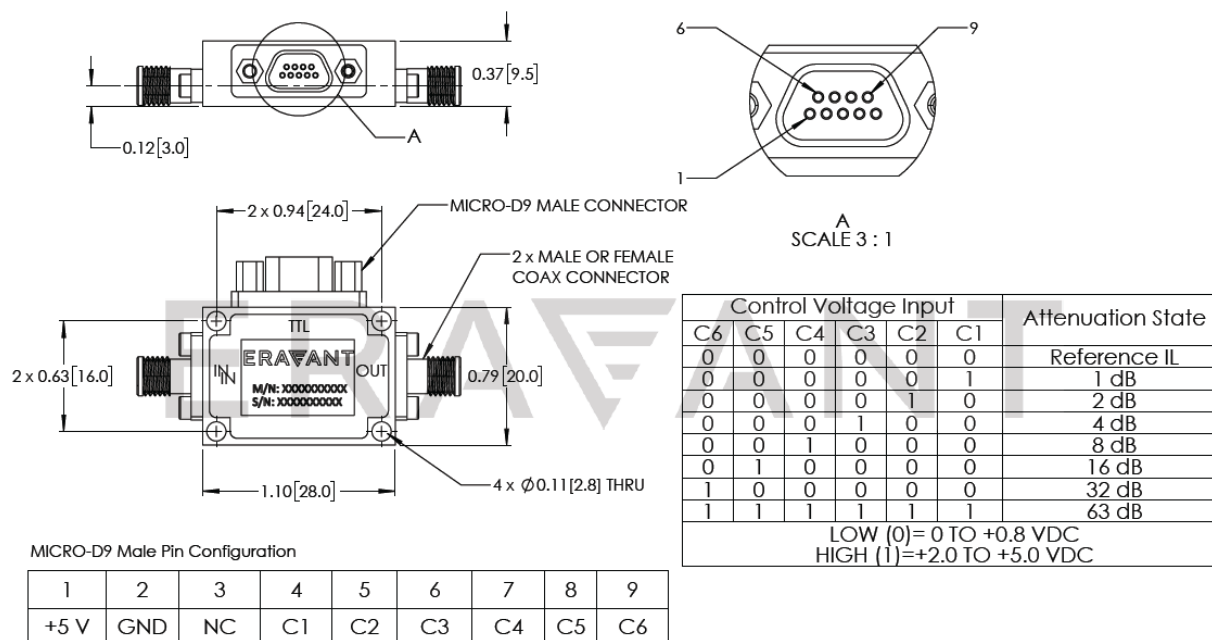 0.37[9.5]
0.12[3.0]
A
6
9
1
A
SCALE 3 : 1
2 x 0.94[24.0]
MICRO-D9 MALE CONNECTOR
2 x MALE OR FEMALE
COAX CONNECTOR
TTL
ERAVANT
IN
IN
OUT
M/N: XXXXXXXXXX
S/N: XXXXXXXXXX
2 x 0.63[16.0]
0.79[20.0]
1.10[28.0]
4 x Ø0.11[2.8] THRU
ERAVANT
Control Voltage Input Attenuation State
C6 C5 C4 C3 C2 C1
0 0 0 0 0 0 Reference IL
0 0 0 0 0 1 1 dB
0 0 0 0 1 0 2 dB
0 0 0 1 0 0 4 dB
0 0 1 0 0 0 8 dB
0 1 0 0 0 0 16 dB
1 0 0 0 0 0 32 dB
1 1 1 1 1 1 63 dB
LOW (0)= 0 TO +0.8 VDC
HIGH (1)=+2.0 TO +5.0 VDC
MICRO-D9 Male Pin Configuration
1 2 3 4 5 6 7 8 9
+5 V GND NC C1 C2 C3 C4 C5 C6